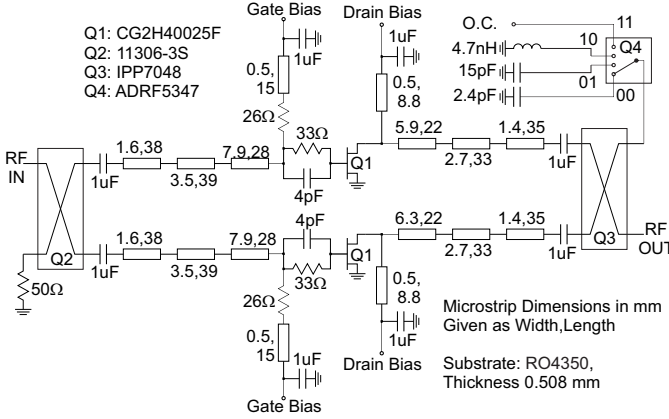 Gate Bias
Drain Bias
Q1: CG2H40025F
Q2: 11306-3S
Q3: IPP7048
Q4: ADRF5347
1uF
0.5,
15
26Ω
1uF
0.5,
8.8
O.C.
11
4.7nH
10
Q4
15pF
01
2.4pF
00
33Ω
4pF
Q1
RF
IN
1uF
1.6,38
3.5,39
7.9,28
5.9,22
2.7,33
1.4,35
1uF
Q2
50Ω
1uF
1.6,38
3.5,39
7.9,28
4pF
33Ω
Q1
6.3,22
2.7,33
1.4,35
1uF
Q3
RF
OUT
26Ω
0.5,
15
1uF
Gate Bias
0.5,
8.8
1uF
Drain Bias
Microstrip Dimensions in mm
Given as Width,Length
Substrate: RO4350,
Thickness 0.508 mm